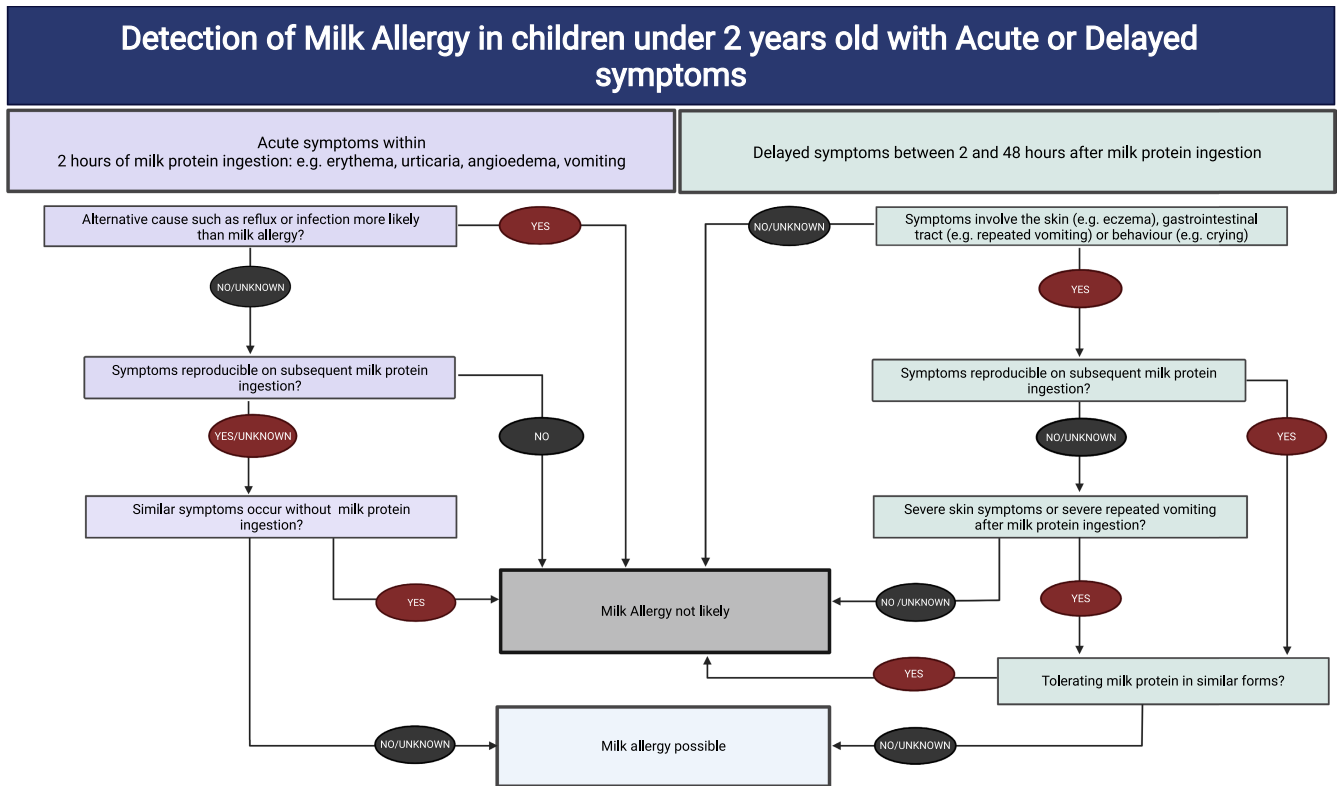 Detection of Milk Allergy in children under 2 years old with Acute or Delayed
symptoms
Acute symptoms within
2 hours of milk protein ingestion: e.g. erythema, urticaria, angioedema, vomiting
Delayed symptoms between 2 and 48 hours after milk protein ingestion
Alternative cause such as reflux or infection more likely
than milk allergy?
YES
NO/UNKNOWN
Symptoms involve the skin (e.g. eczema), gastrointestinal
tract (e.g. repeated vomiting) or behaviour (e.g. crying)
NO/UNKNOWN
YES
Symptoms reproducible on subsequent milk protein
ingestion?
Symptoms reproducible on subsequent milk protein
ingestion?
YES/UNKNOWN
NO
NO/UNKNOWN
YES
Similar symptoms occur without milk protein
ingestion?
Severe skin symptoms or severe repeated vomiting
after milk protein ingestion?
YES
Milk Allergy not likely
NO /UNKNOWN
YES
YES
Tolerating milk protein in similar forms?
NO/UNKNOWN
Milk allergy possible
NO/UNKNOWN